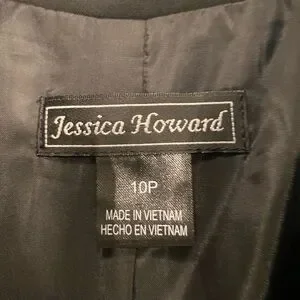 Jessica Howard
10P
MADE IN VIETNAM
HECHO EN VIETNAM